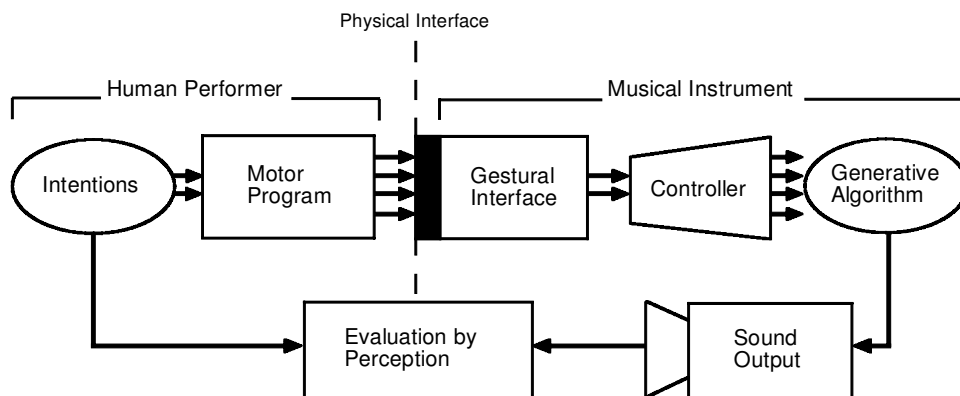 Physical Interface
Human Performer
Musical Instrument
Intentions
Motor
Program
Gestural
Interface
Controller
Generative
Algorithm
Evaluation by
Perception
Sound
Output